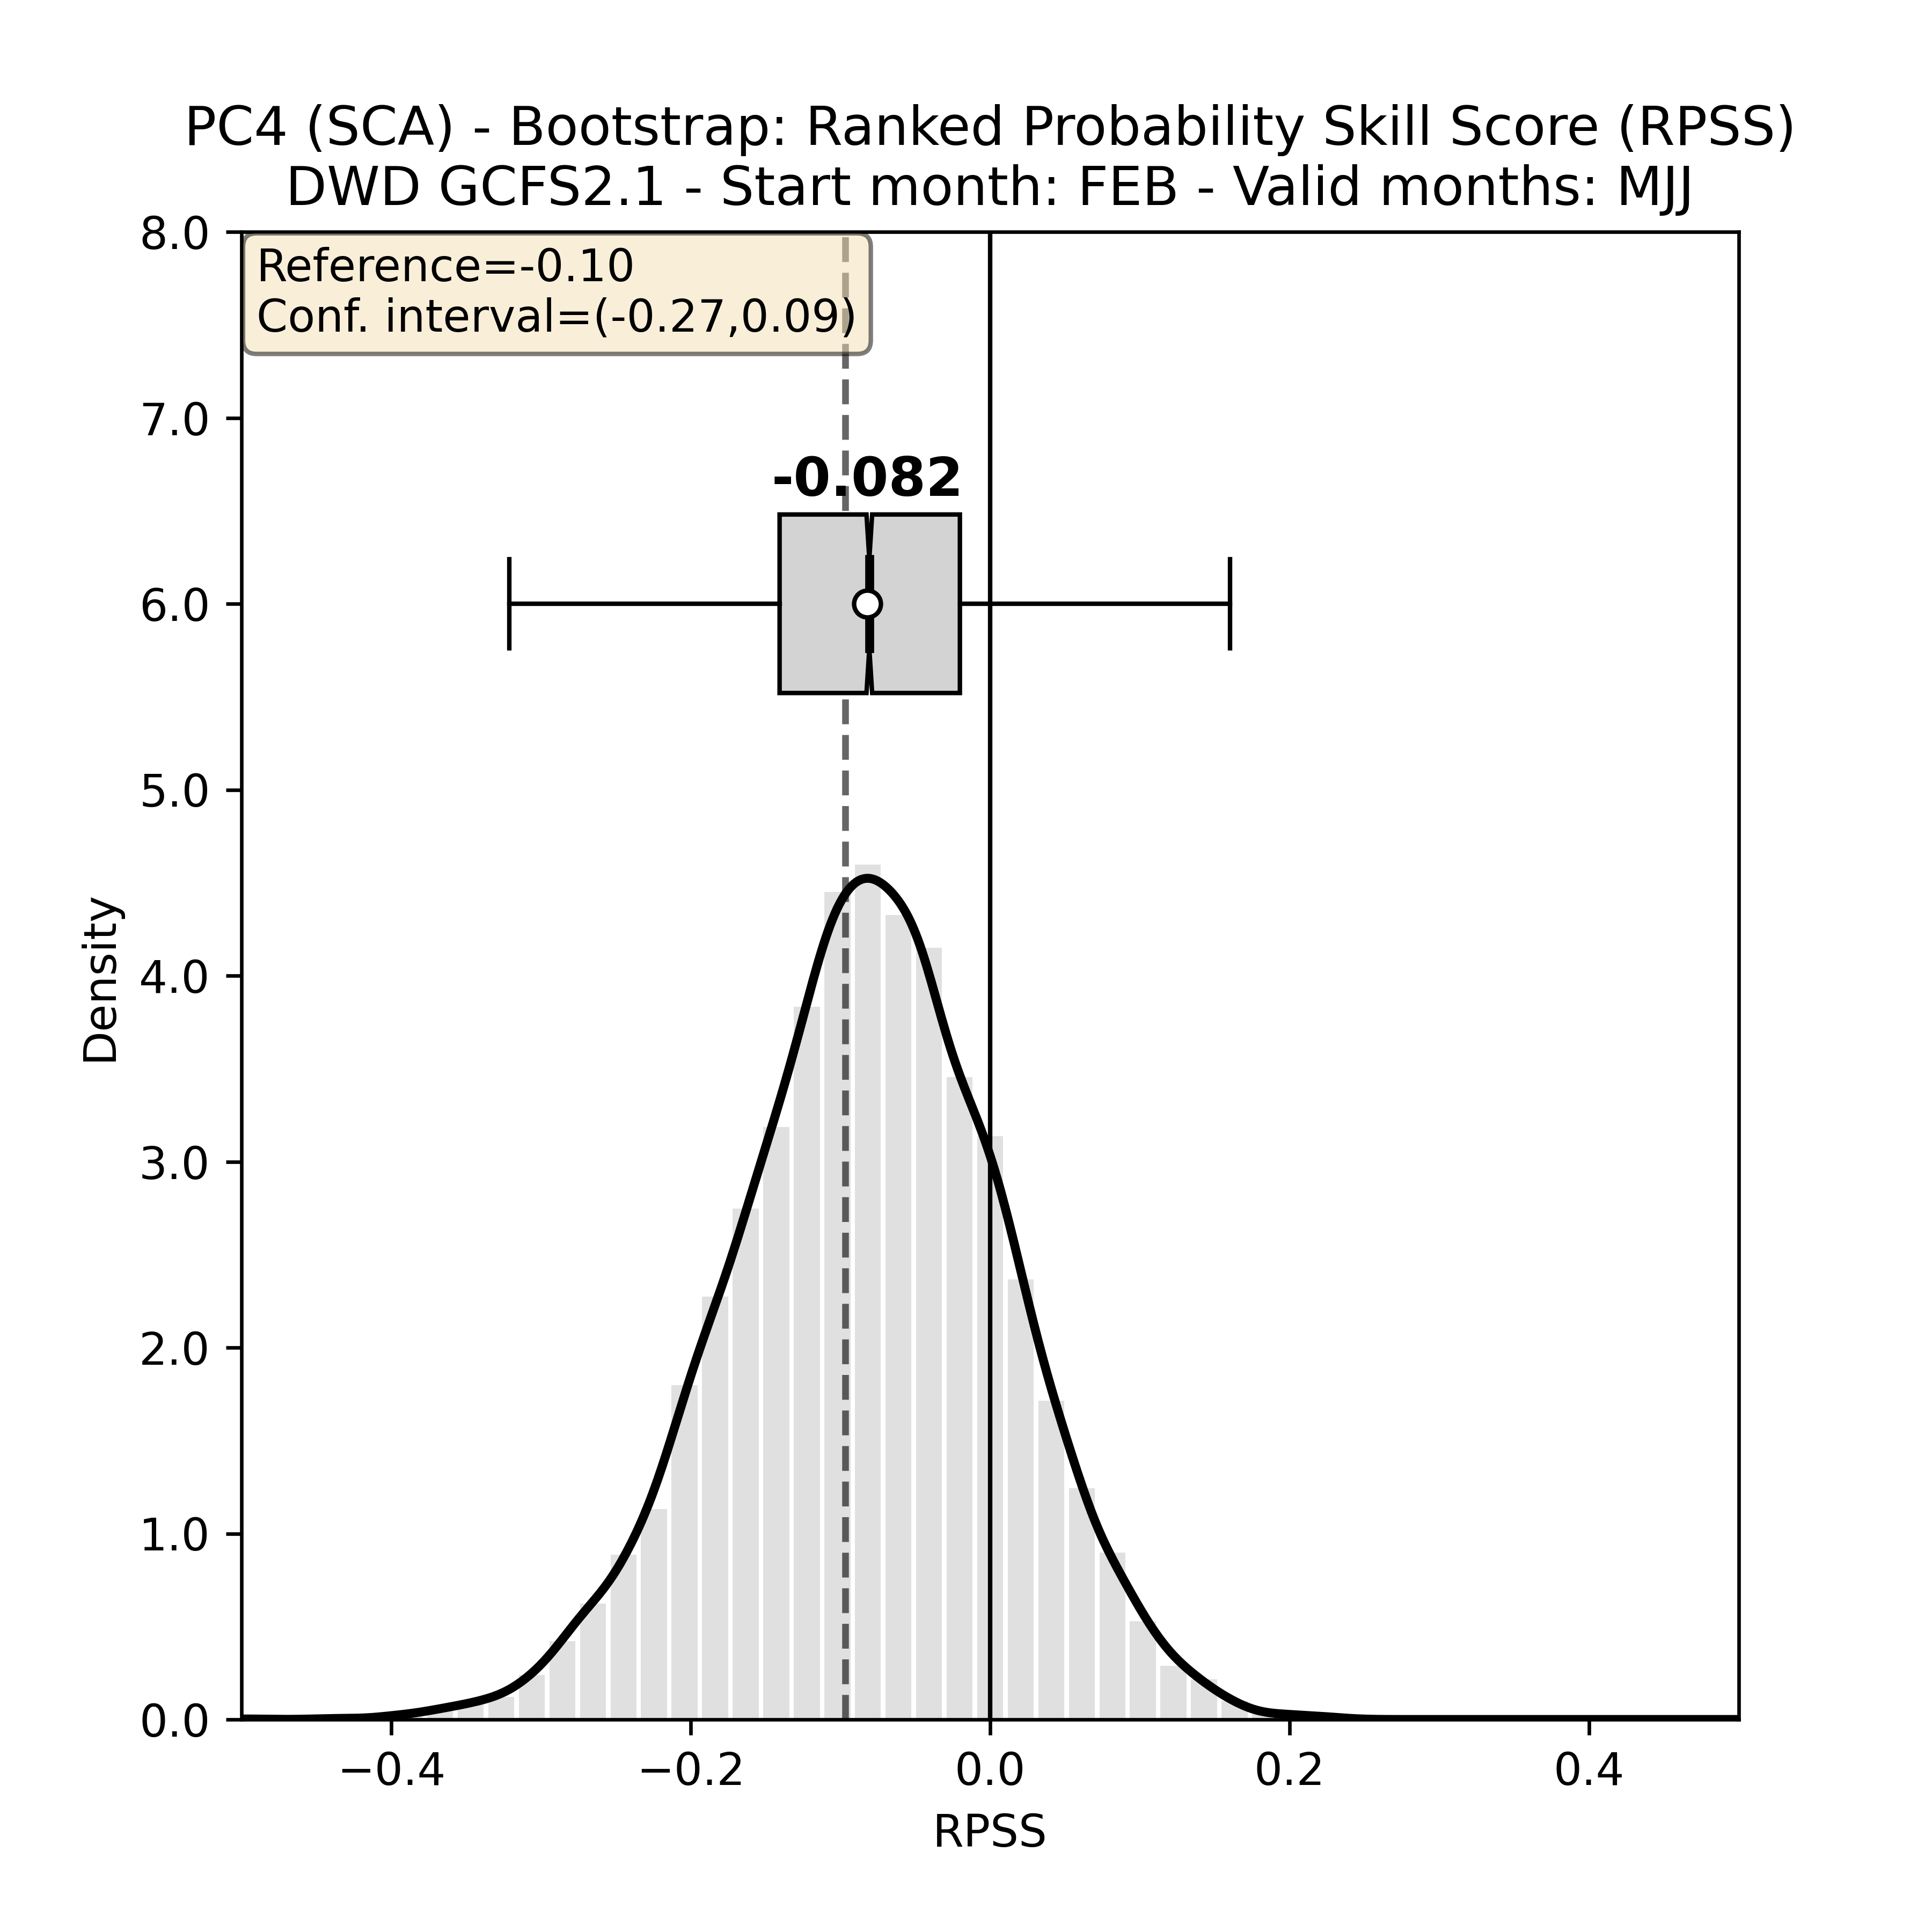 PC4 (SCA) - Bootstrap: Ranked Probability Skill Score (RPSS)
DWD GCFS2.1 - Start month: FEB - Valid months: MJJ
8.0
Reference=-0.10
Conf. interval=(-0.27,0.09)
7.0
-0.082
6.0
5.0
4.0
Density
3.0
2.0
1.0
0.0
−0.4 −0.2 0.0 0.2 0.4
RPSS